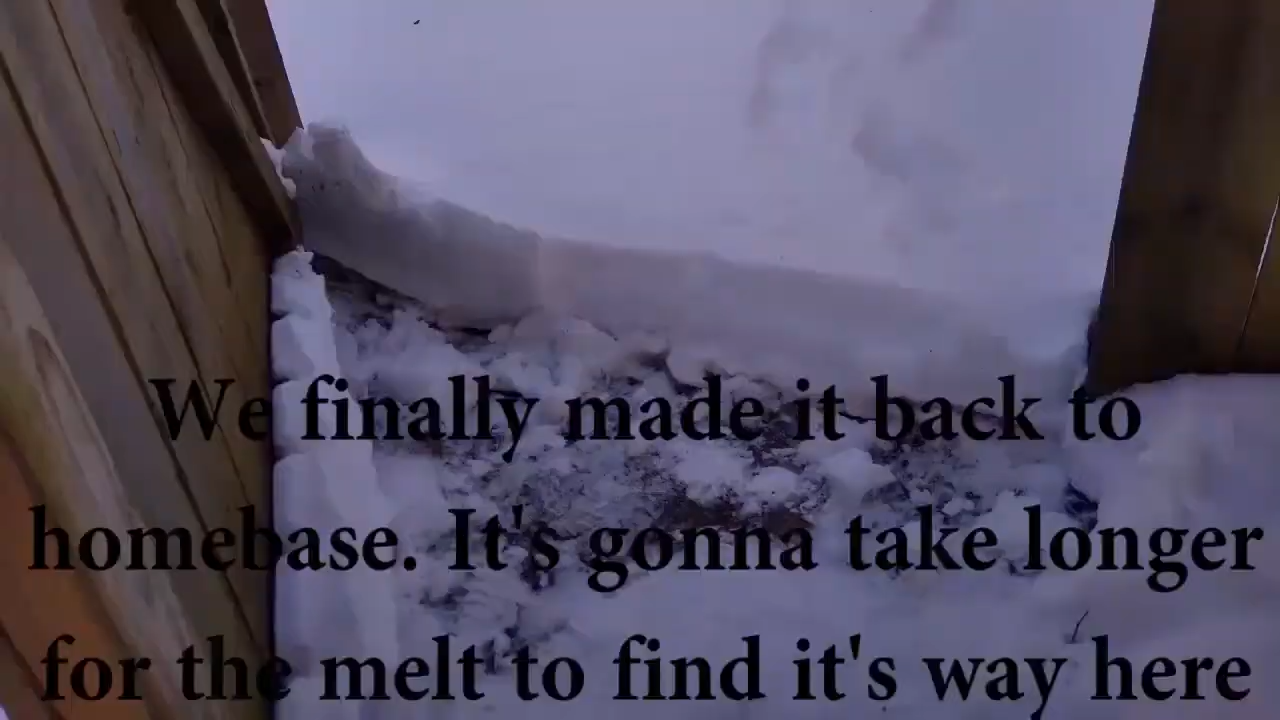 We finally made it back to
homebase. It's gonna take longer
for the melt to find it's way here